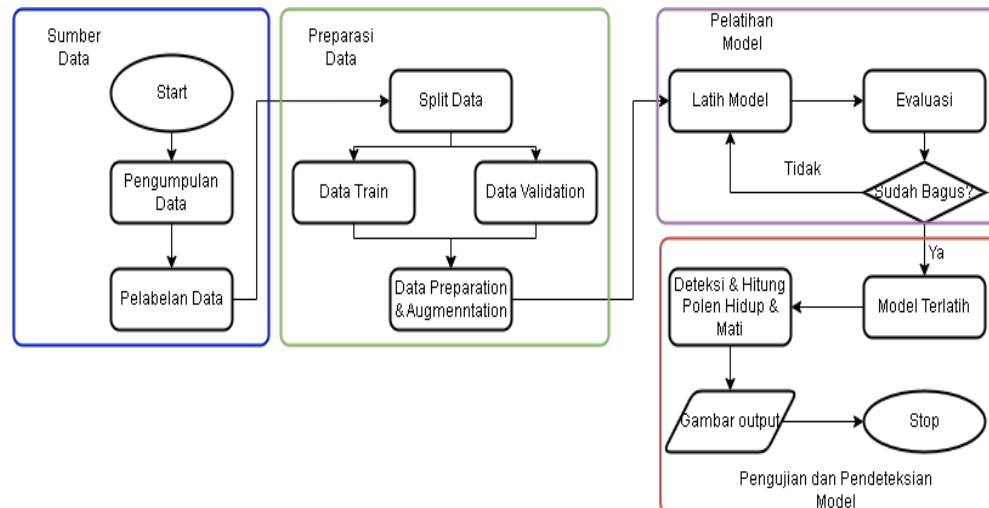 Sumber
Data
Start
Pengumpulan
Data
Pelabelan Data
Preparasi
Data
Split Data
Data Train
Data Validation
Data Preparation
& Augmenntation
Pelatihan
Model
Latih Model
Evaluasi
Tidak
Sudah Bagus?
Ya
Deteksi & Hitung
Polen Hidup &
Mati
Model Terlatih
Gambar output
Stop
Pengujian dan Pendeteksian
Model